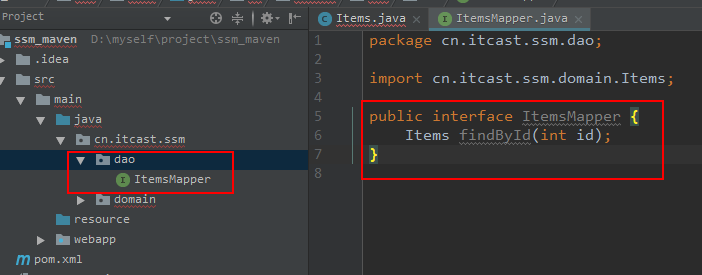 Project
ssm_maven D:\myself\project\ssm_maven
.idea
src
main
java
cn.itcast.ssm
dao
ItemsMapper
domain
resource
webapp
pom.xml
Items.java
ItemsMapper.java
1 package cn.itcast.ssm.dao;
2
3 import cn.itcast.ssm.domain.Items;
4
5 public interface ItemsMapper {
6 Items findById(int id);
7 }
8